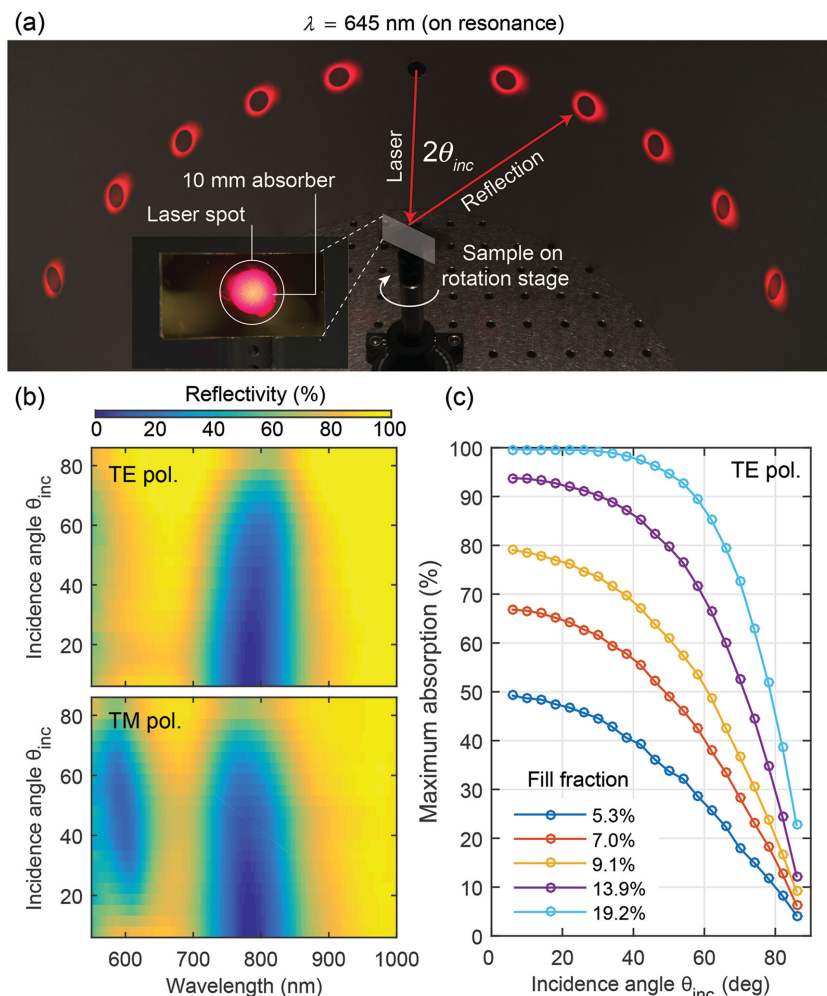 (a)
λ = 645 nm (on resonance)
Laser
2θinc
Reflection
10 mm absorber
Laser spot
Sample on
rotation stage
(b)
Reflectivity (%)
0 20 40 60 80 100
TE pol.
80
60
40
20
Incidence angle θinc
TM pol.
80
60
40
20
Incidence angle θinc
600 700 800 900 1000
Wavelength (nm)
(c)
TE pol.
100
90
80
70
60
50
40
30
20
10
0
Maximum absorption (%)
Fill fraction
5.3%
7.0%
9.1%
13.9%
19.2%
0 20 40 60 80
Incidence angle θinc (deg)